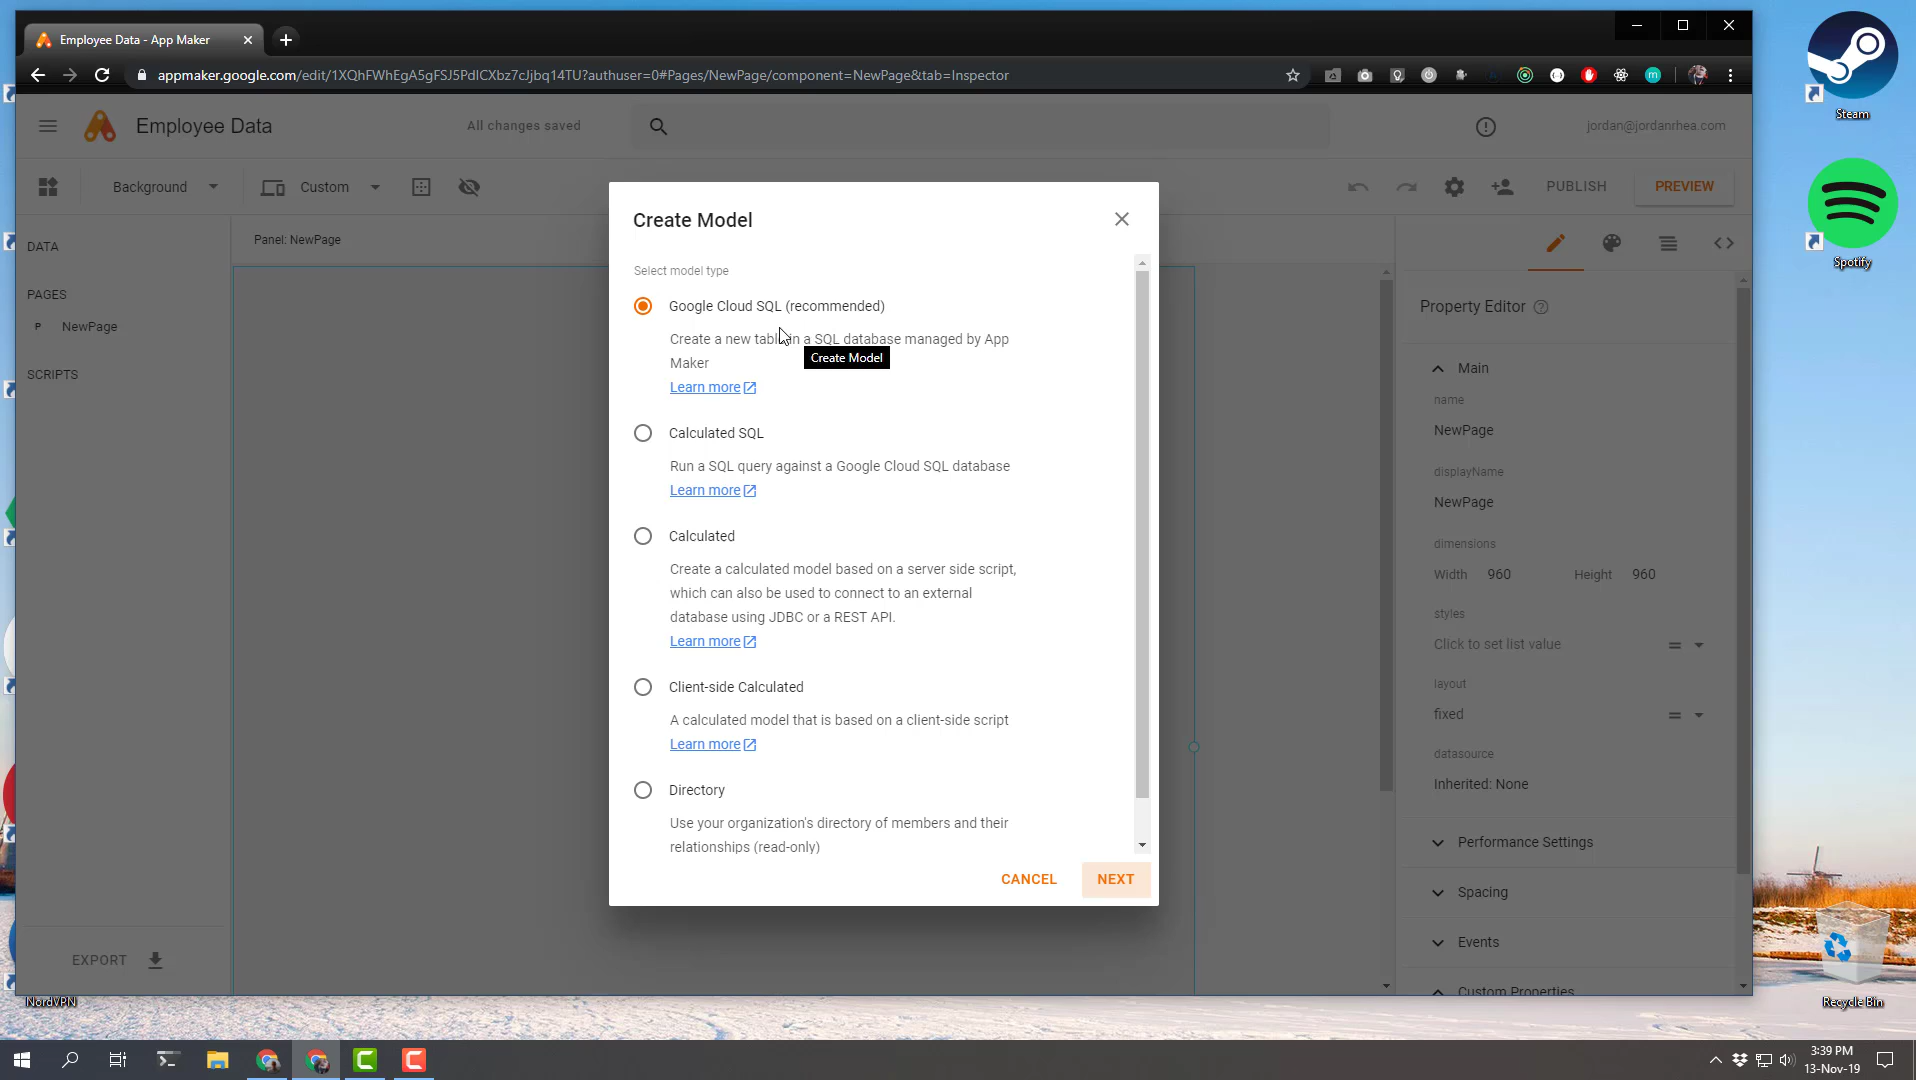 Employee Data - App Maker
appmaker.google.com/edit/1XQhFWhEgA5gFSJ5PdICXbz7cJjbq14TU?authuser=0#Pages/NewPage/component=NewPage&tab=Inspector
Steam
Employee Data
All changes saved
jordan@jordanrhea.com
Background
Custom
PUBLISH
PREVIEW
Spotify
DATA
PAGES
P NewPage
SCRIPTS
EXPORT
Panel: NewPage
Create Model
Select model type
Google Cloud SQL (recommended)
Create a new table in a SQL database managed by App
Maker
Create Model
Learn more
Calculated SQL
Run a SQL query against a Google Cloud SQL database
Learn more
Calculated
Create a calculated model based on a server side script,
which can also be used to connect to an external
database using JDBC or a REST API.
Learn more
Client-side Calculated
A calculated model that is based on a client-side script
Learn more
Directory
Use your organization's directory of members and their
relationships (read-only)
CANCEL
NEXT
Property Editor
Main
name
NewPage
displayName
NewPage
dimensions
Width 960 Height 960
styles
Click to set list value
layout
fixed
datasource
Inherited: None
Performance Settings
Spacing
Events
Custom Properties
NordVPN
Recycle Bin
3:39 PM
13-Nov-19